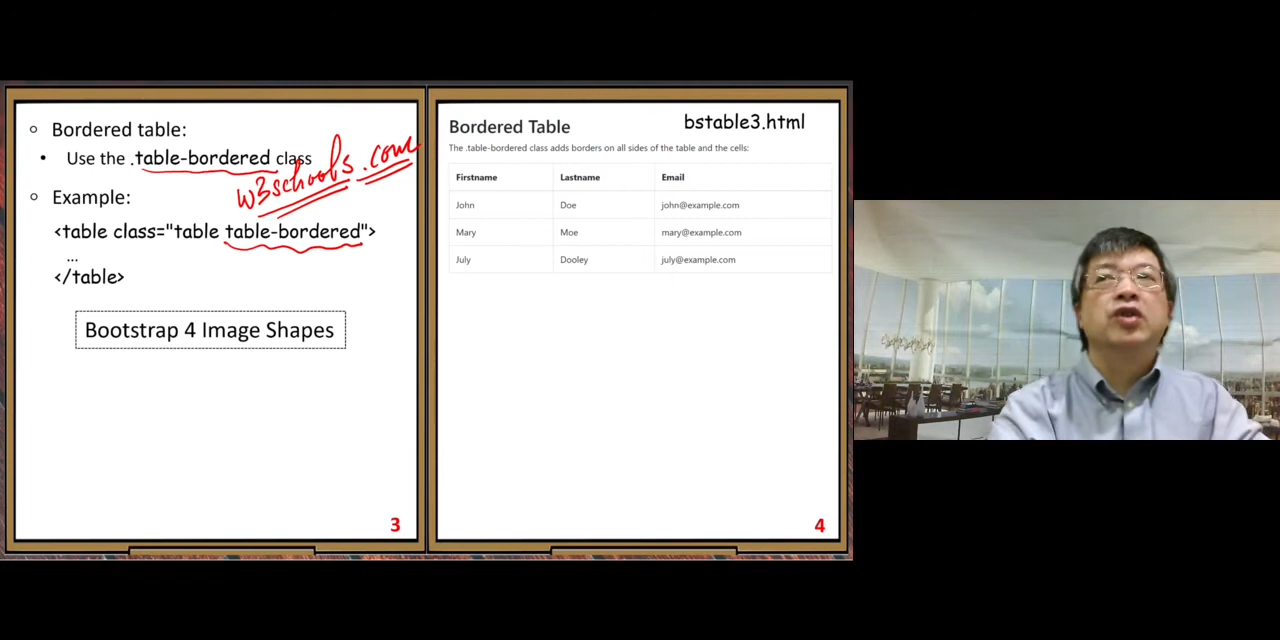 ○ Bordered table:
• Use the .table-bordered class
w3schools.com
○ Example:
<table class="table table-bordered">
...
</table>
Bootstrap 4 Image Shapes
3
Bordered Table
bstable3.html
The .table-bordered class adds borders on all sides of the table and the cells:
Firstname Lastname Email
John Doe john@example.com
Mary Moe mary@example.com
July Dooley july@example.com
4